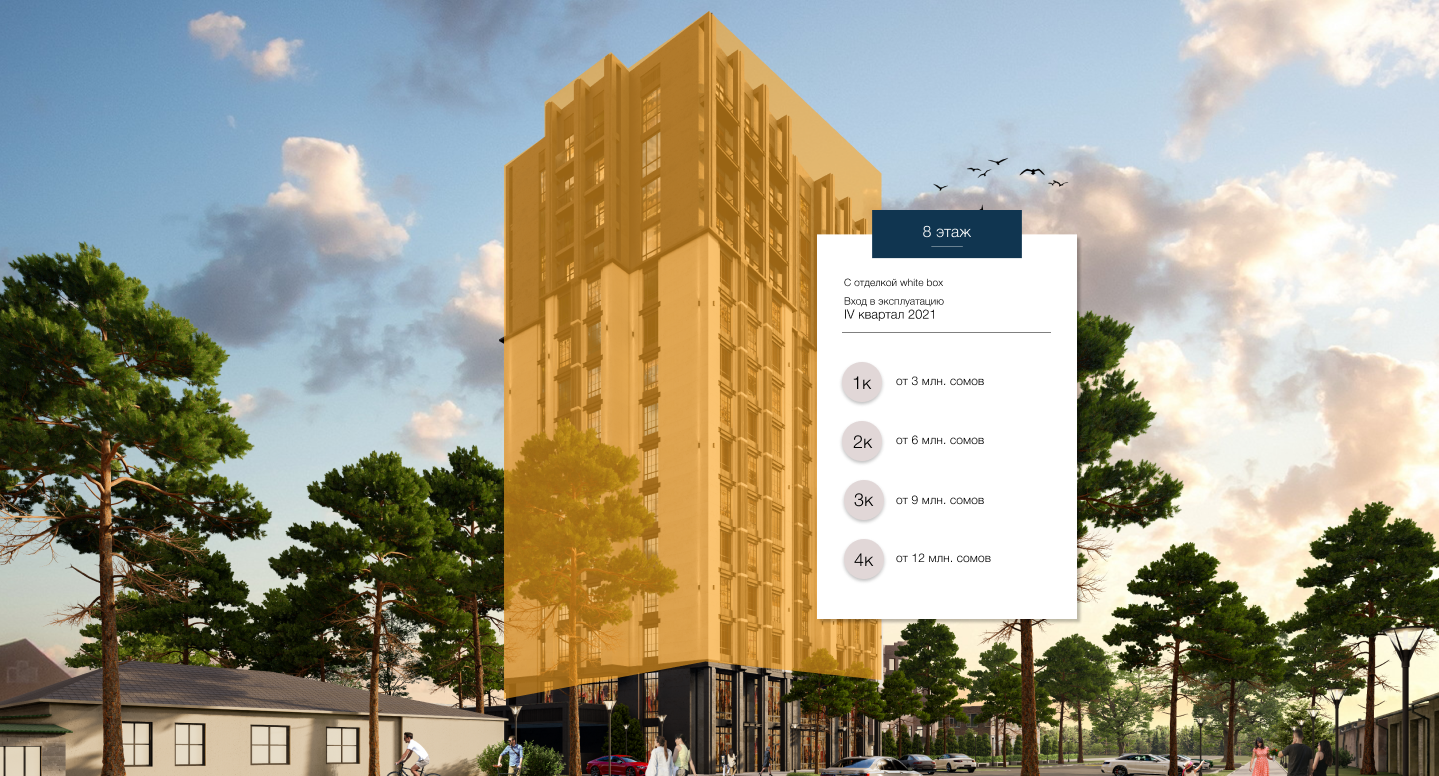 8 этаж
С отделкой white box
Вход в эксплуатацию
IV квартал 2021
1к
от 3 млн. сомов
2к
от 6 млн. сомов
3к
от 9 млн. сомов
4к
от 12 млн. сомов